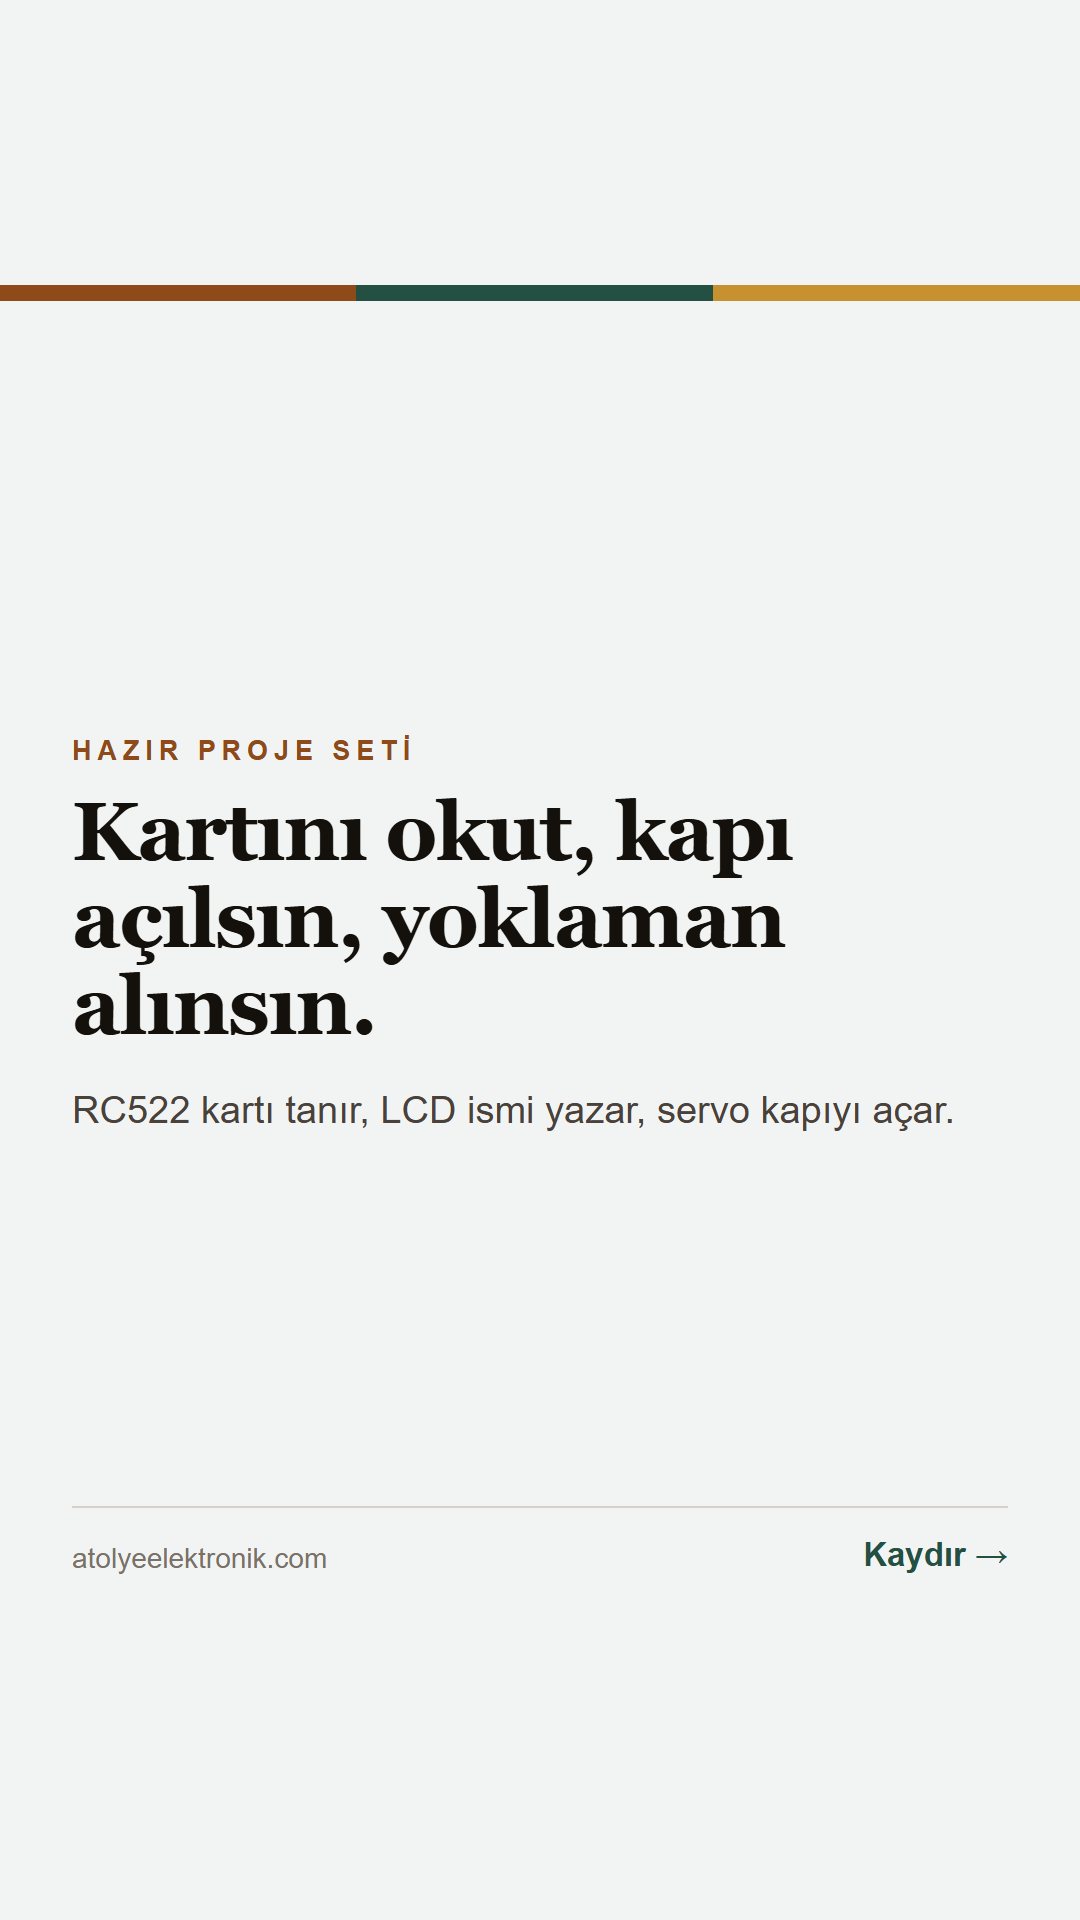 HAZIR PROJE SETİ
Kartını okut, kapı
açılsın, yoklaman
alınsın.
RC522 kartı tanır, LCD ismi yazar, servo kapıyı açar.
atolyeelektronik.com
Kaydır →